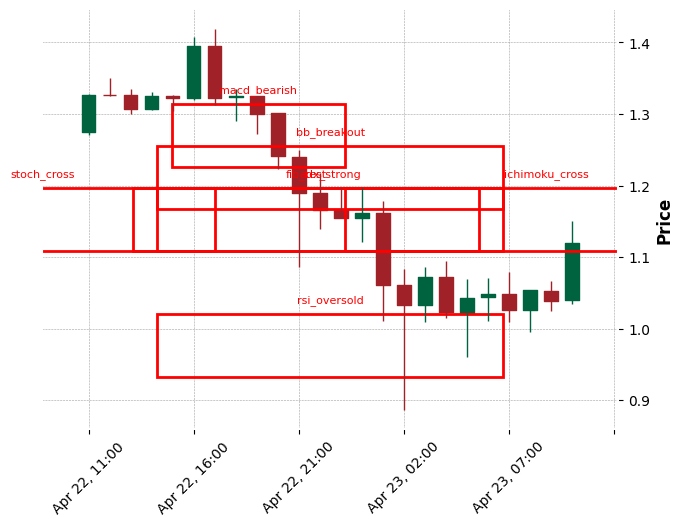 1.4
macd_bearish
1.3
bb_breakout
stoch_cross
strong
ichimoku_cross
1.2
Price
1.1
rsi_oversold
1.0
0.9
Apr 22, 11:00
Apr 22, 16:00
Apr 22, 21:00
Apr 23, 02:00
Apr 23, 07:00